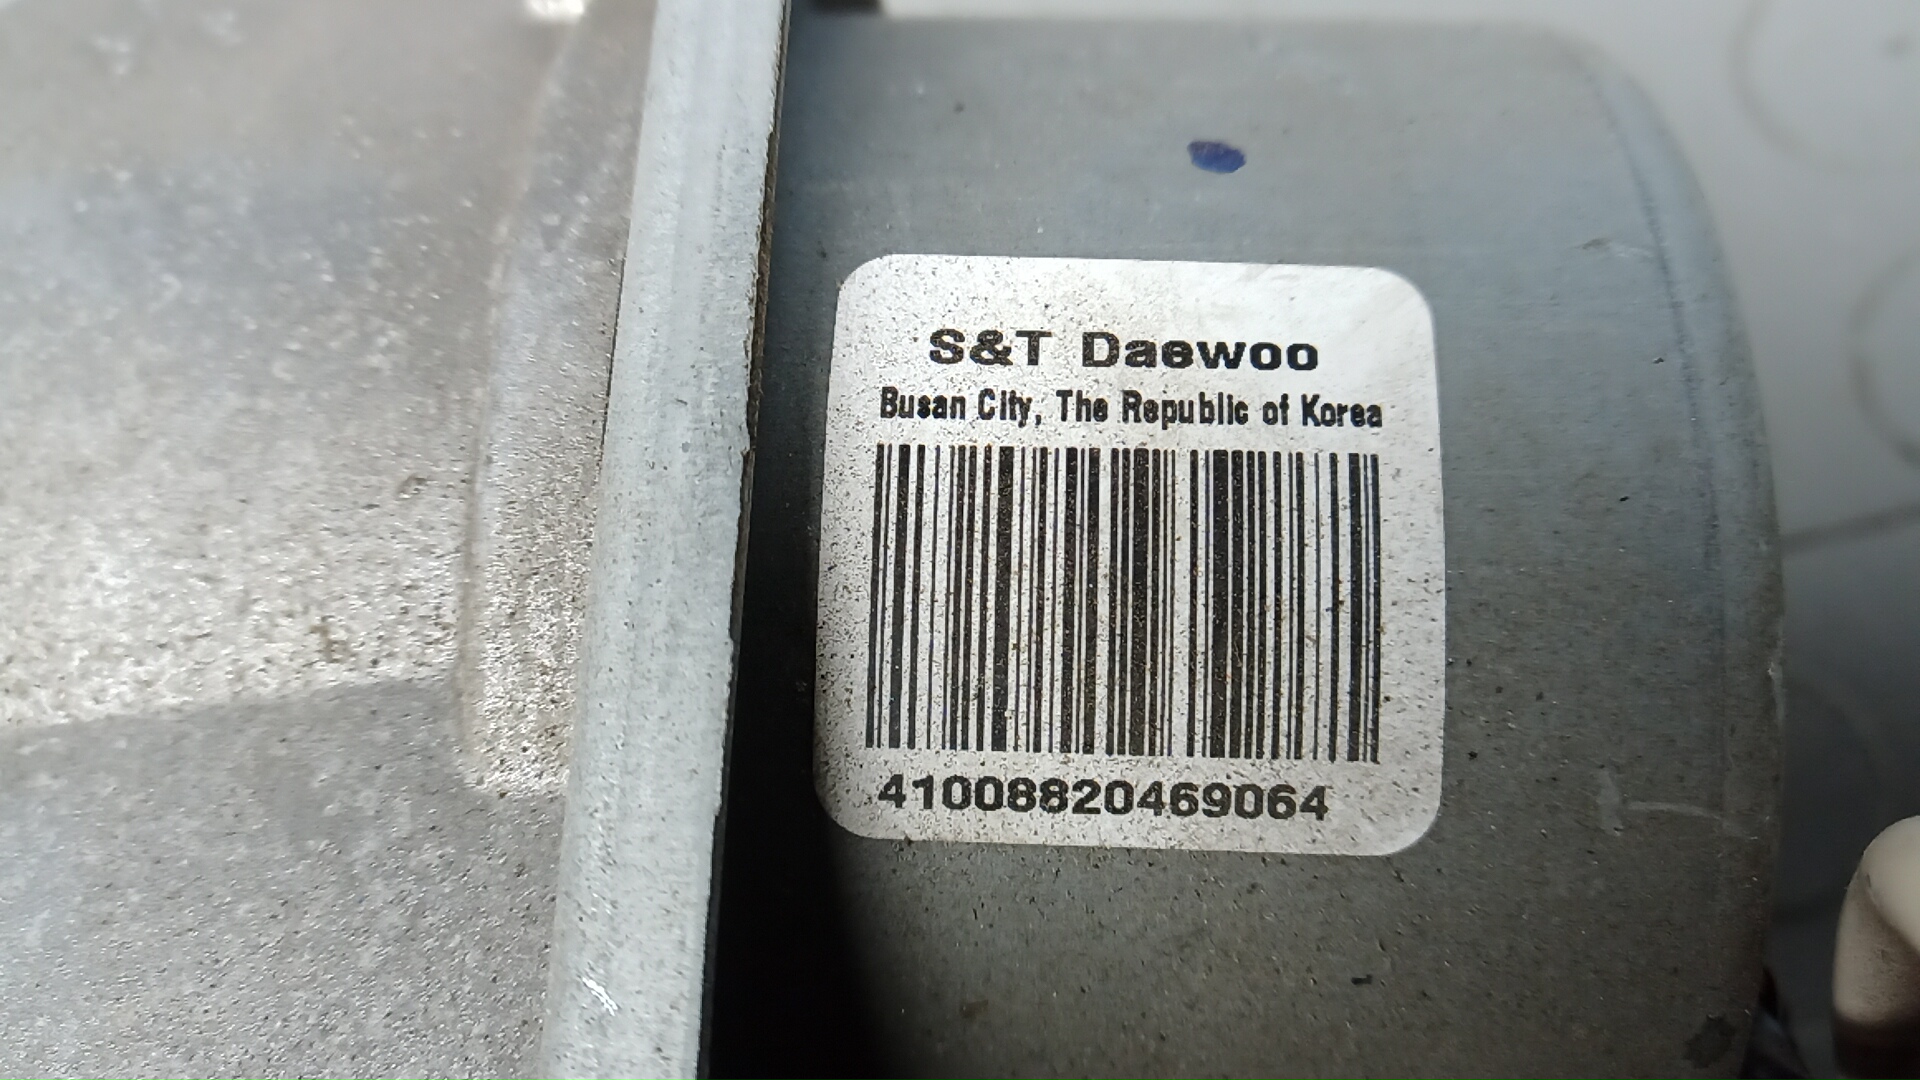 S&T Daewoo
Busan City, The Republic of Korea
41008820469064